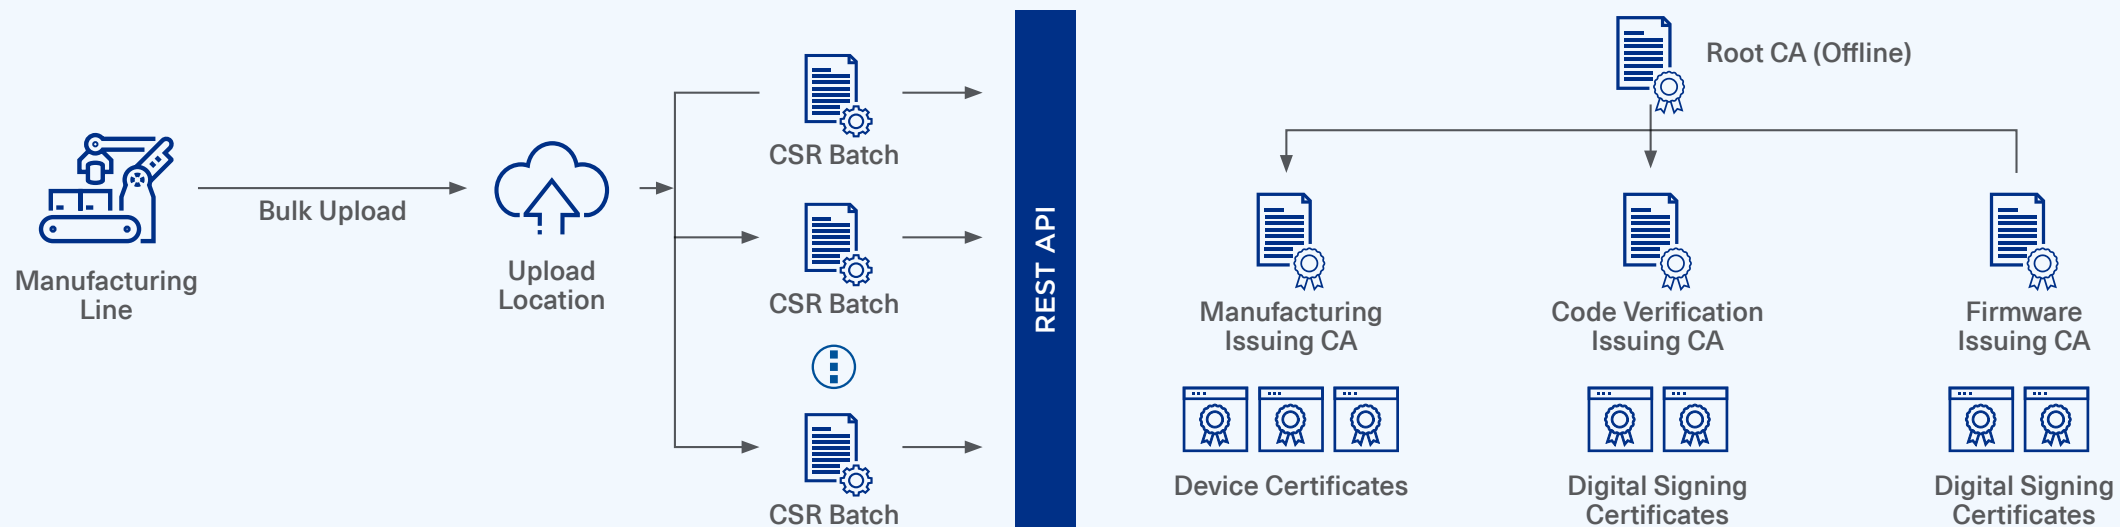 Manufacturing
Line
Bulk Upload
Upload
Location
CSR Batch
CSR Batch
CSR Batch
REST API
Root CA (Offline)
Manufacturing
Issuing CA
Device Certificates
Code Verification
Issuing CA
Digital Signing
Certificates
Firmware
Issuing CA
Digital Signing
Certificates